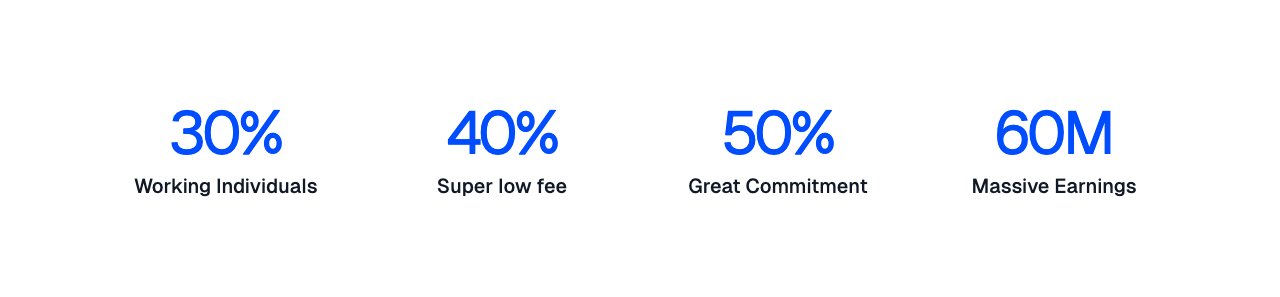 30%
Working Individuals
40%
Super low fee
50%
Great Commitment
60M
Massive Earnings